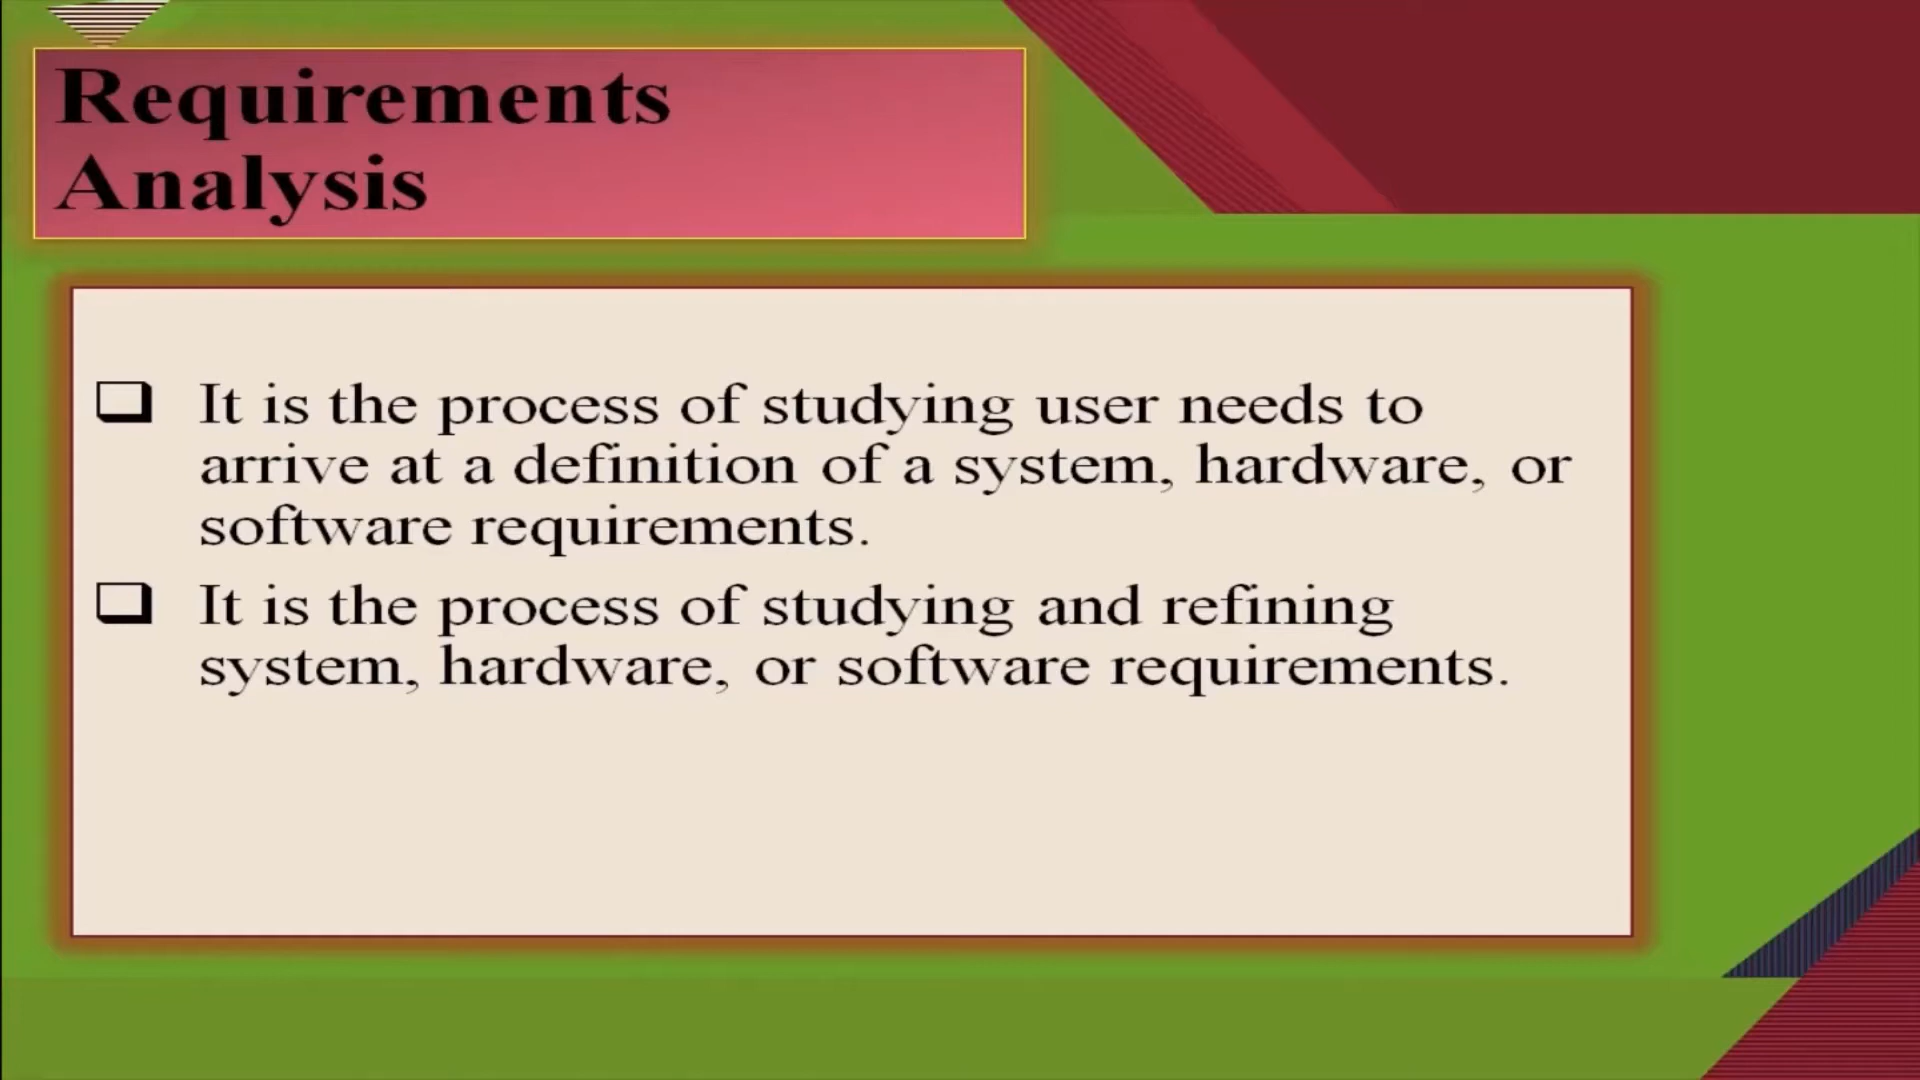 Requirements
Analysis
It is the process of studying user needs to
arrive at a definition of a system, hardware, or
software requirements.
It is the process of studying and refining
system, hardware, or software requirements.